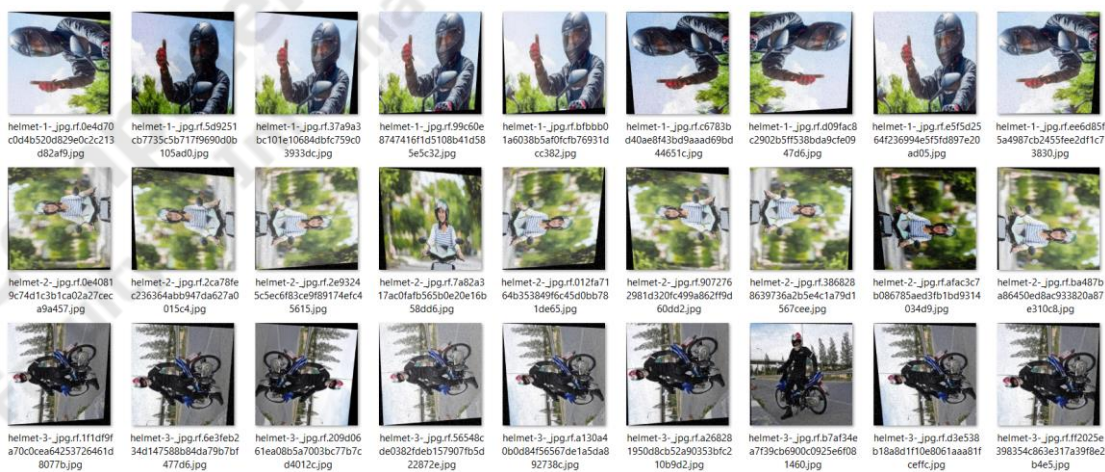 helmet-1-_jpg.rf.0e4d70
c0d4b520d829e0c2c213
d82af9.jpg
helmet-1-_jpg.rf.5d9251
cb7735c5b717f9690d0b
105ad0.jpg
helmet-1-_jpg.rf.37a9a3
bc101e10684dbfc759c0
3933dc.jpg
helmet-1-_jpg.rf.99c60e
8747416f1d5108b41d58
5e5c32.jpg
helmet-1-_jpg.rf.bfbbb0
1a6038b5af0fcfb76931d
cc382.jpg
helmet-1-_jpg.rf.c6783b
d40ae8f43bd9aaad69bd
44651c.jpg
helmet-1-_jpg.rf.d09fac8
c2902b5ff538bda9cfe09
47d6.jpg
helmet-1-_jpg.rf.e5f5d25
64f236994e5f5fd897e20
ad05.jpg
helmet-1-_jpg.rf.ee6d85f
5a4987cb2455fee2df1c7
3830.jpg
helmet-2-_jpg.rf.0e4081
9c74d1c3b1ca02a27cec
a9a457.jpg
helmet-2-_jpg.rf.2ca78fe
c236364abb947da627a0
015c4.jpg
helmet-2-_jpg.rf.2e9324
5c5ec6f83ce9f89174efc4
5615.jpg
helmet-2-_jpg.rf.7a82a3
17ac0fafb565b0e20e16b
58dd6.jpg
helmet-2-_jpg.rf.012fa71
64b353849f6c45d0bb78
1de65.jpg
helmet-2-_jpg.rf.907276
2981d320fc499a862ff9d
60dd2.jpg
helmet-2-_jpg.rf.386828
8639736a2b5e4c1a79d1
567cee.jpg
helmet-2-_jpg.rf.afac3c7
b086785aed3fb1bd9314
034d9.jpg
helmet-2-_jpg.rf.ba487b
a86450ed8ac933820a87
e310c8.jpg
helmet-3-_jpg.rf.1f1df9f
a70c0cea64253726461d
8077b.jpg
helmet-3-_jpg.rf.6e3feb2
34d147588b84da79b7bf
477d6.jpg
helmet-3-_jpg.rf.209d06
61ea08b5a7003bc77b7c
d4012c.jpg
helmet-3-_jpg.rf.56548c
de0382fdeb157907fb5d
22872e.jpg
helmet-3-_jpg.rf.a130a4
0b0d84f56567de1a5da8
92738c.jpg
helmet-3-_jpg.rf.a26828
1950d8cb52a90353bfc2
10b9d2.jpg
helmet-3-_jpg.rf.b7af34e
a7f39cb6900c0925e6f08
1460.jpg
helmet-3-_jpg.rf.d3e538
b18a8d1f10e8061aaa81f
ceffc.jpg
helmet-3-_jpg.rf.ff2025e
398354c863e317a39f8e2
b4e5.jpg